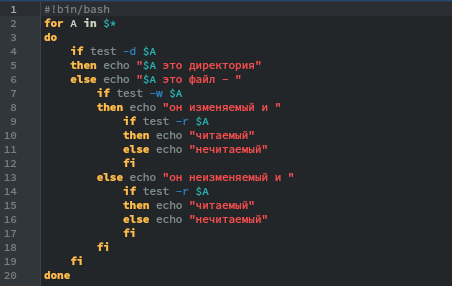 1 #!bin/bash
2 for A in $*
3 do
4     if test -d $A
5     then echo "$A это директория"
6     else echo "$A это файл - "
7         if test -w $A
8         then echo "он изменяемый и "
9             if test -r $A
10             then echo "читаемый"
11             else echo "нечитаемый"
12             fi
13         else echo "он неизменяемый и "
14             if test -r $A
15             then echo "читаемый"
16             else echo "нечитаемый"
17             fi
18         fi
19     fi
20 done